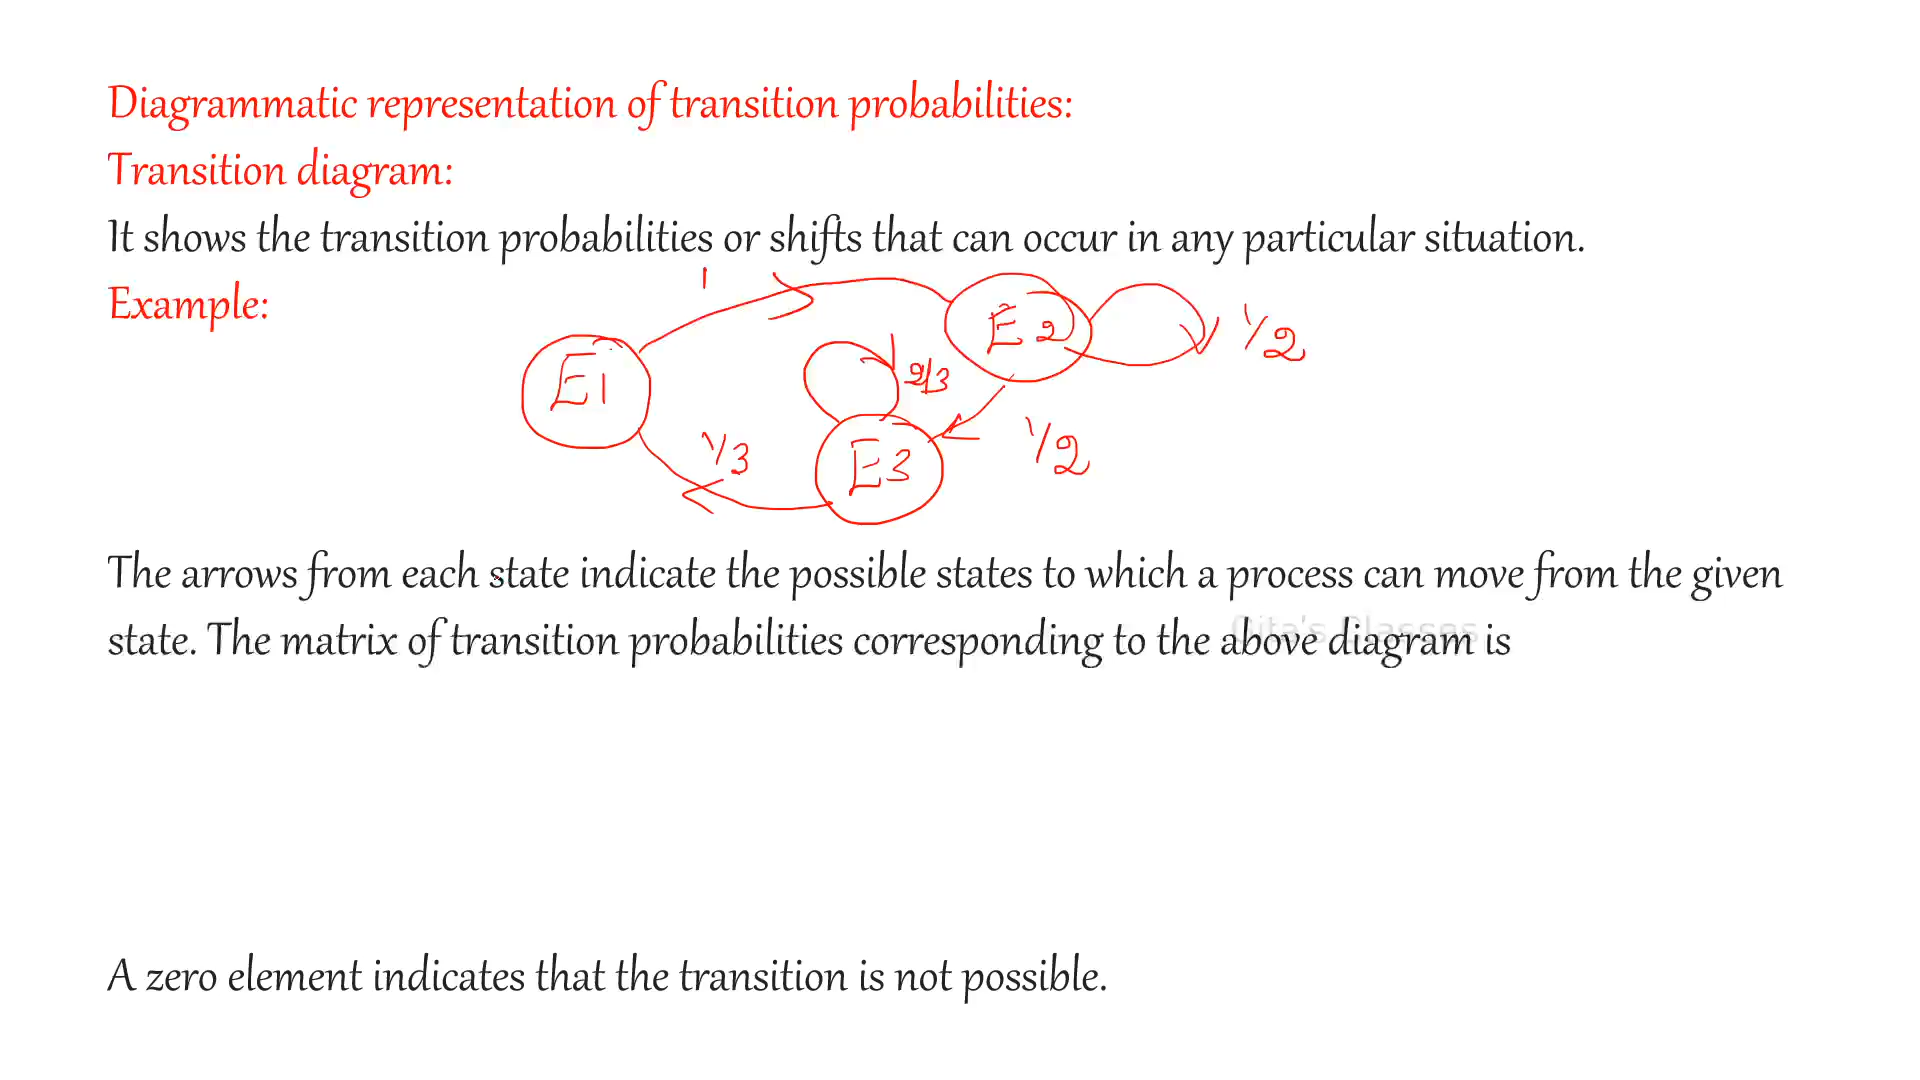 Diagrammatic representation of transition probabilities:
Transition diagram:
It shows the transition probabilities or shifts that can occur in any particular situation.
Example:
1
E1
E2
1/2
2/3
1/3
E3
1/2
The arrows from each state indicate the possible states to which a process can move from the given
state. The matrix of transition probabilities corresponding to the above diagram is
Gita's Classes
A zero element indicates that the transition is not possible.